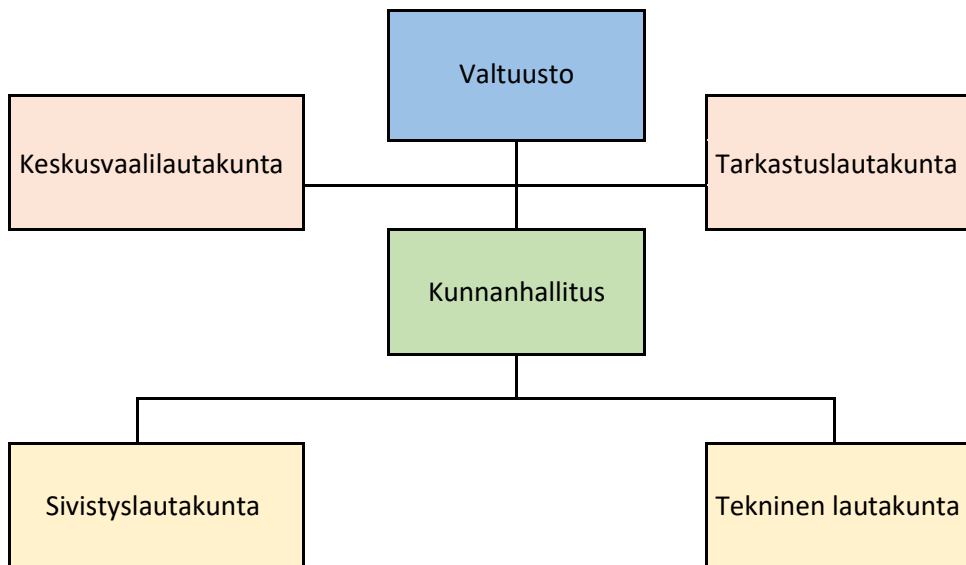 Valtuusto
Keskusvaalilautakunta
Tarkastuslautakunta
Kunnanhallitus
Sivistyslautakunta
Tekninen lautakunta